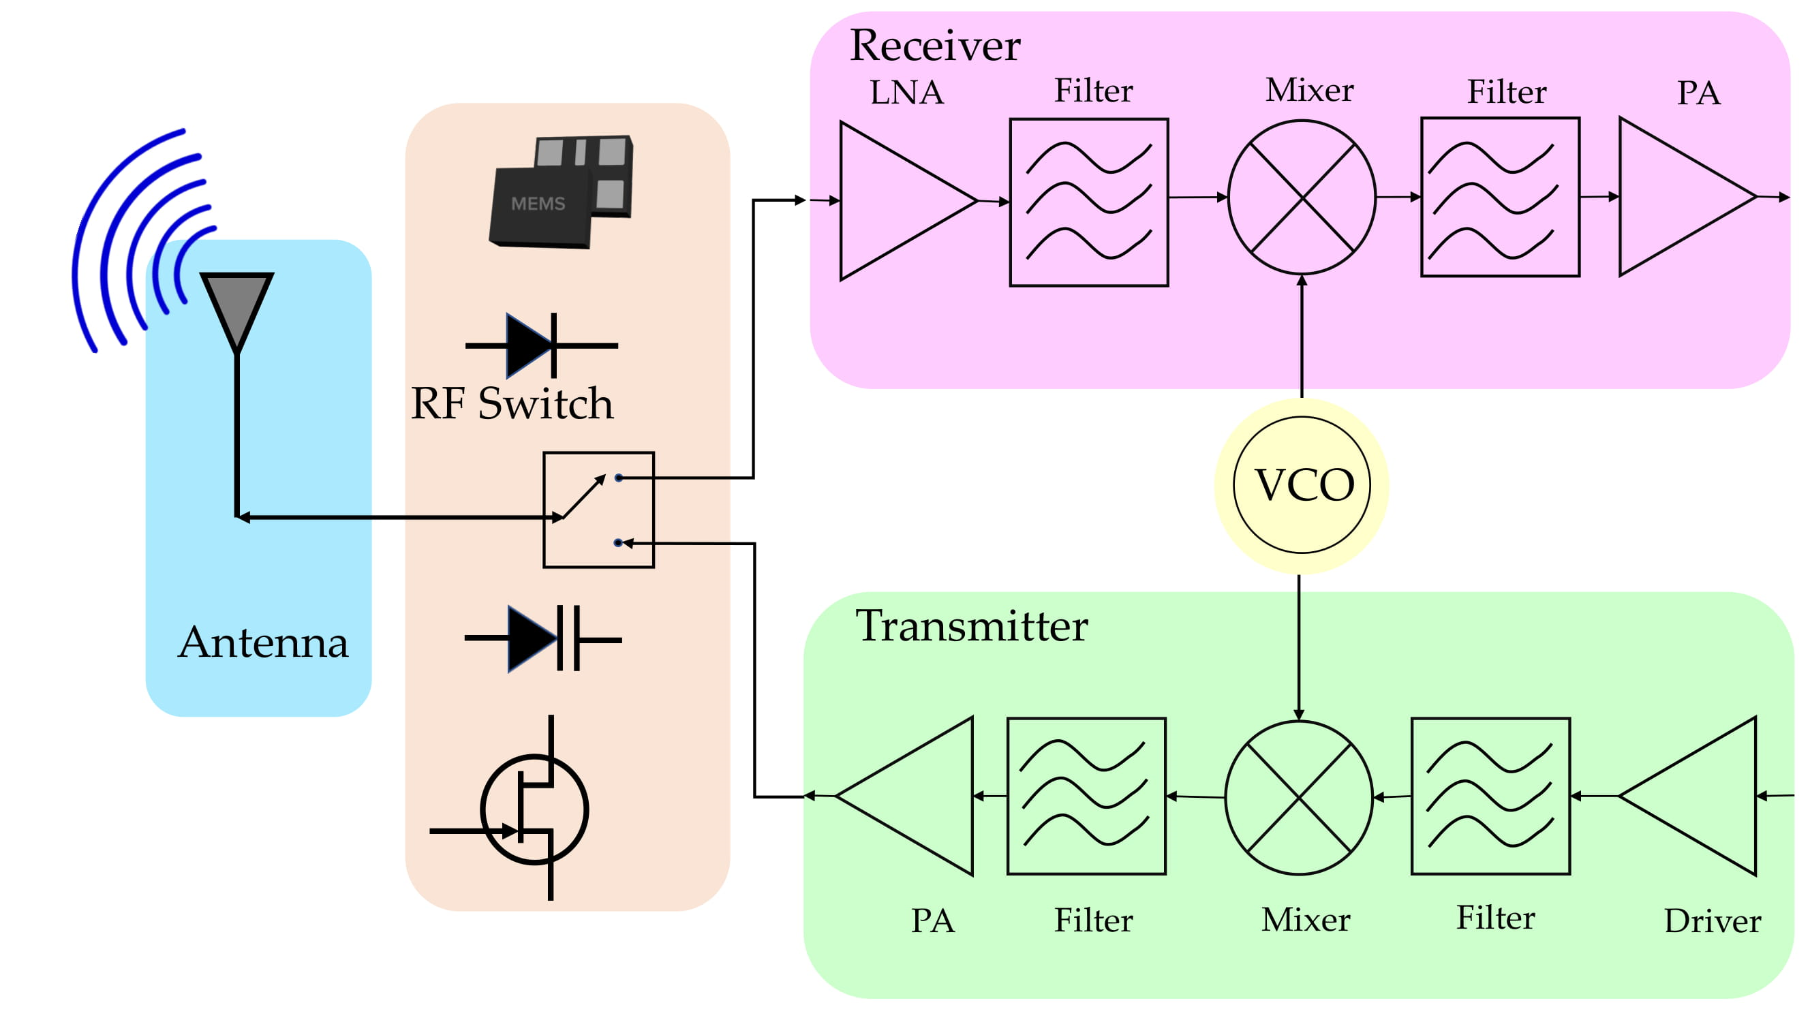 Receiver
LNA
Filter
Mixer
Filter
PA
MEMS
RF Switch
VCO
Antenna
Transmitter
PA
Filter
Mixer
Filter
Driver